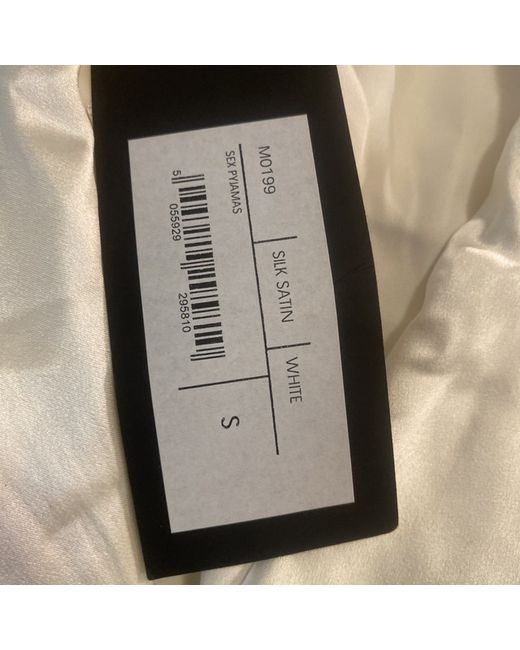 M0199 SILK SATIN WHITE
SEX PYJAMAS
5 055929 295810
S